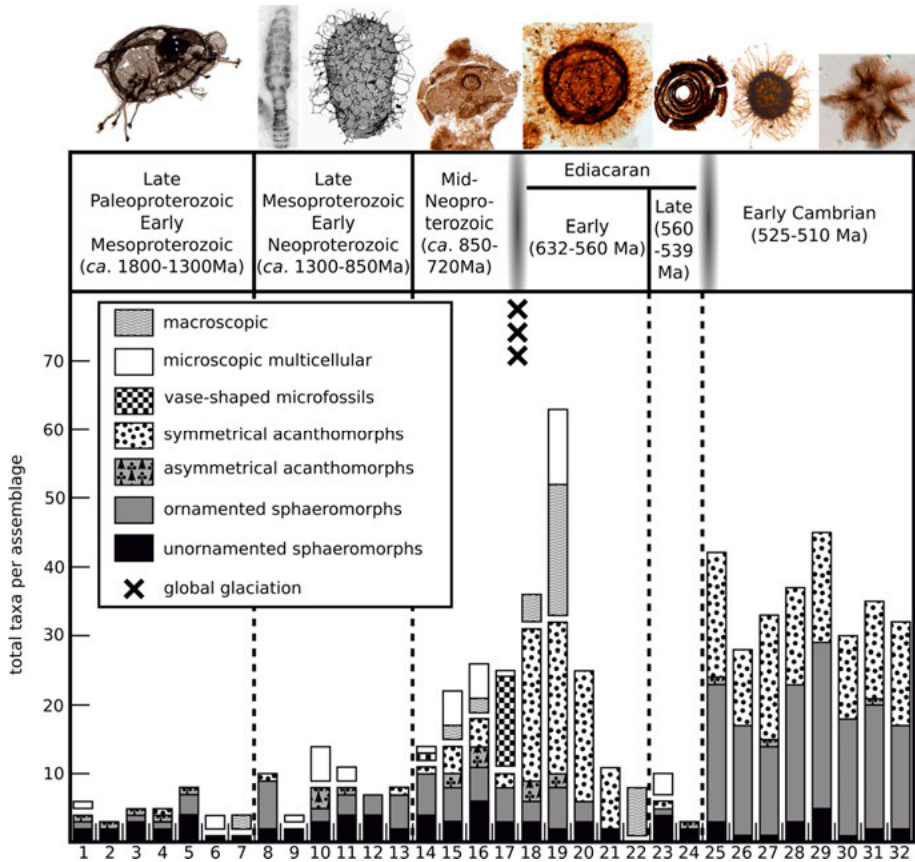 Late
Paleoproterozoic
Early
Mesoproterozoic
(ca. 1800-1300Ma)
Late
Mesoproterozoic
Early
Neoproterozoic
(ca. 1300-850Ma)
Mid-
Neopro-
terozoic
(ca. 850-
720Ma)
Ediacaran
Early
(632-560 Ma)
Late
(560
-539
Ma)
Early Cambrian
(525-510 Ma)
macroscopic
microscopic multicellular
vase-shaped microfossils
symmetrical acanthomorphs
asymmetrical acanthomorphs
ornamented sphaeromorphs
unornamented sphaeromorphs
global glaciation
total taxa per assemblage
70
60
50
40
30
20
10
1 2 3 4 5 6 7 8 9 10 11 12 13 14 15 16 17 18 19 20 21 22 23 24 25 26 27 28 29 30 31 32